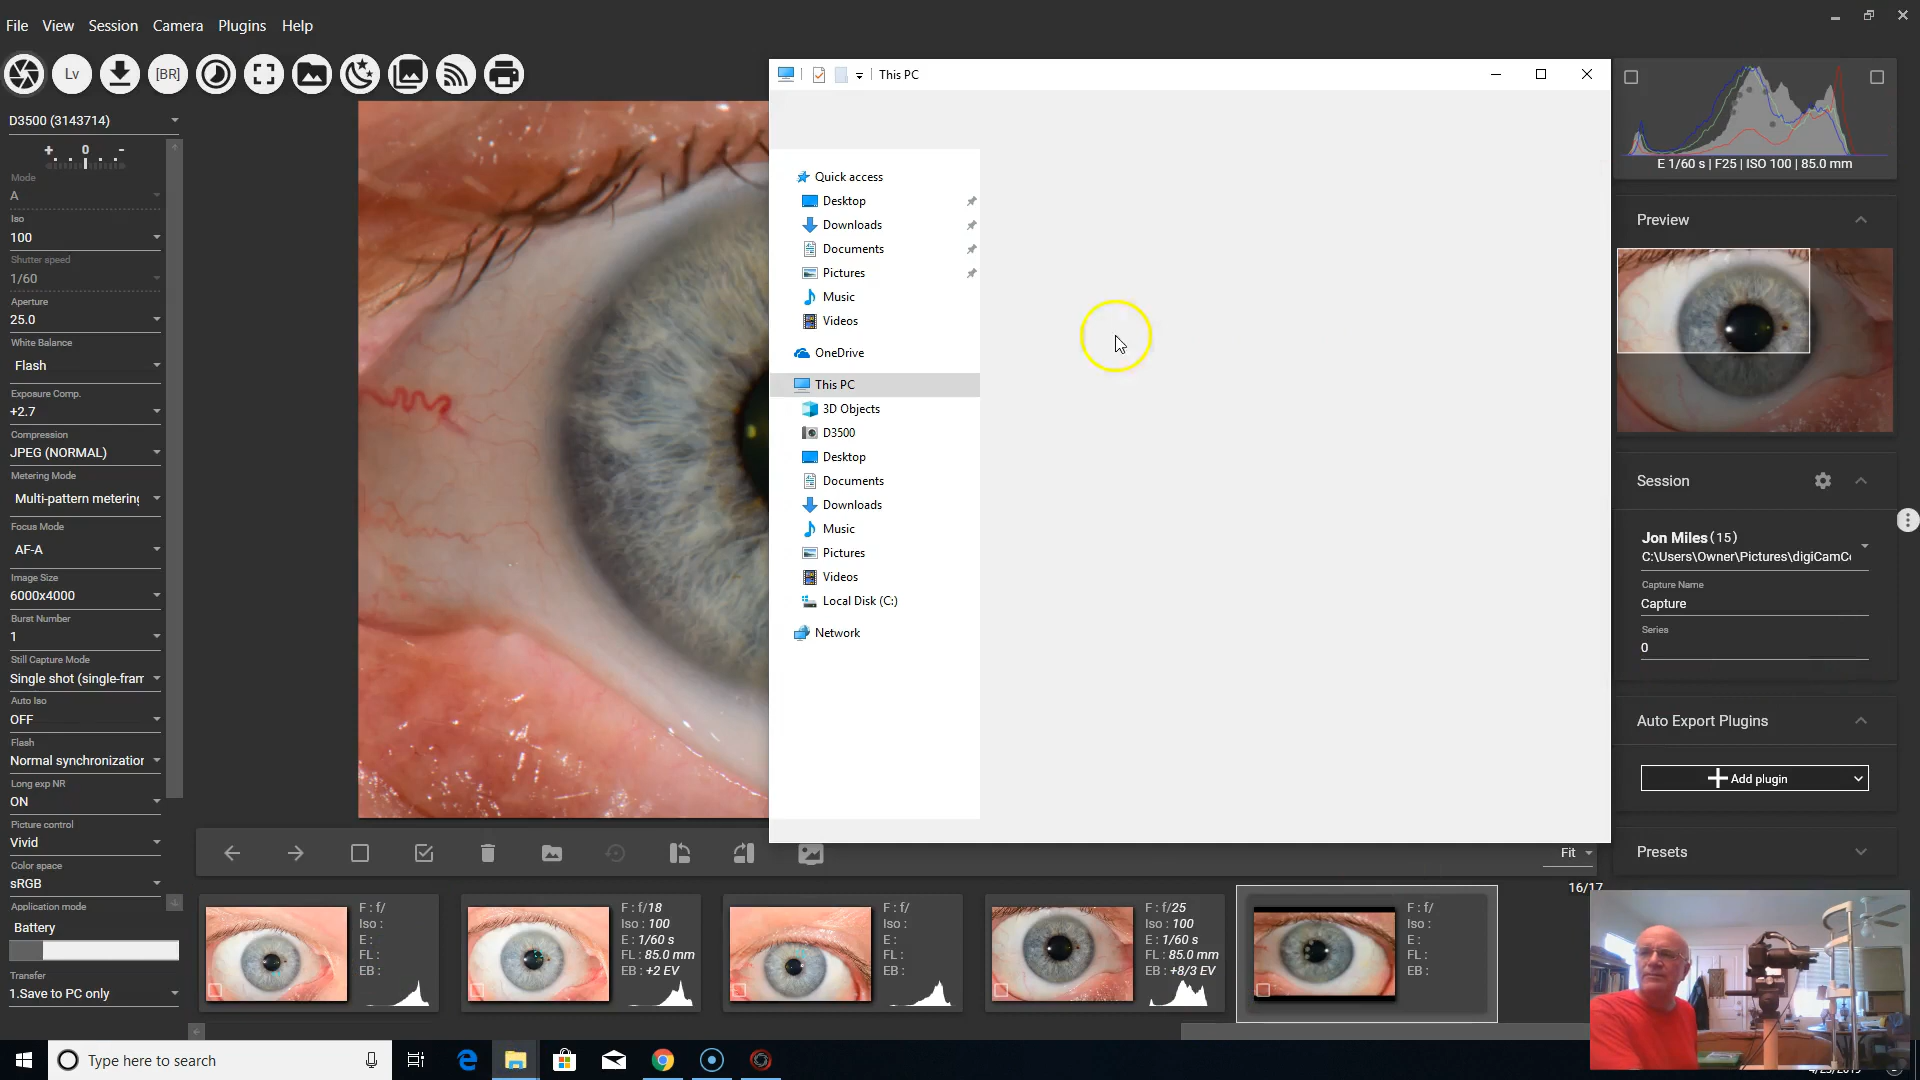 File View Session Camera Plugins Help
Lv
[BR]
This PC
D3500 (3143714)
+ 0 -
Mode
A
Iso
100
Shutter speed
1/60
Aperture
25.0
White Balance
Flash
Exposure Comp.
+2.7
Compression
JPEG (NORMAL)
Metering Mode
Multi-pattern metering
Focus Mode
AF-A
Image Size
6000x4000
Burst Number
1
Still Capture Mode
Single shot (single-fram
Auto Iso
OFF
Flash
Normal synchronization
Long exp NR
ON
Picture control
Vivid
Color space
sRGB
Application mode
Battery
Transfer
1.Save to PC only
Quick access
Desktop
Downloads
Documents
Pictures
Music
Videos
OneDrive
This PC
3D Objects
D3500
Desktop
Documents
Downloads
Music
Pictures
Videos
Local Disk (C:)
Network
E 1/60 s | F25 | ISO 100 | 85.0 mm
Preview
Session
Jon Miles (15)
C:\Users\Owner\Pictures\digiCamCo
Capture Name
Capture
Series
0
Auto Export Plugins
Add plugin
Presets
Fit
16/17
F : f/
Iso :
E :
FL :
EB :
F : f/18
Iso : 100
E : 1/60 s
FL : 85.0 mm
EB : +2 EV
F : f/
Iso :
E :
FL :
EB :
F : f/25
Iso : 100
E : 1/60 s
FL : 85.0 mm
EB : +8/3 EV
F : f/
Iso :
E :
FL :
EB :
Type here to search